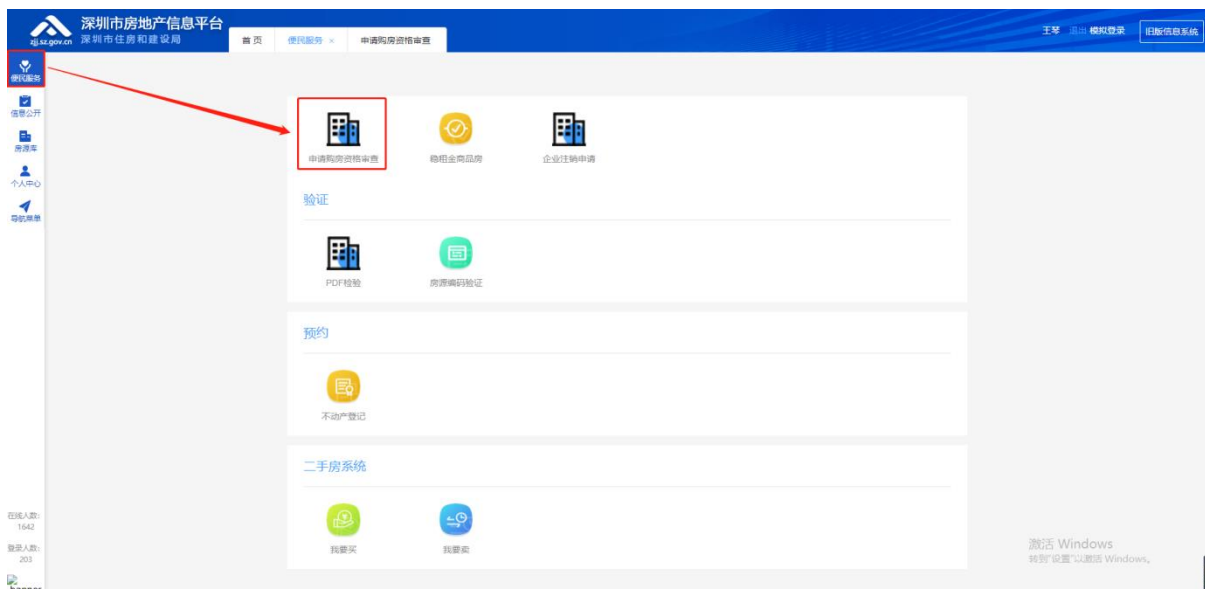 深圳市房地产信息平台
zjj.sz.gov.cn 深圳市住房和建设局
首页 便民服务 × 申请购房资格审查
王琴 退出 模拟登录 旧版信息系统
便民服务
信息公开
房源库
个人中心
导航菜单
申请购房资格审查 稳租金商品房 企业注销申请
验证
PDF检验 房源编码验证
预约
不动产登记
二手房系统
我要买 我要卖
在线人数:
1642
登录人数:
203
banner
激活 Windows
转到"设置"以激活 Windows。